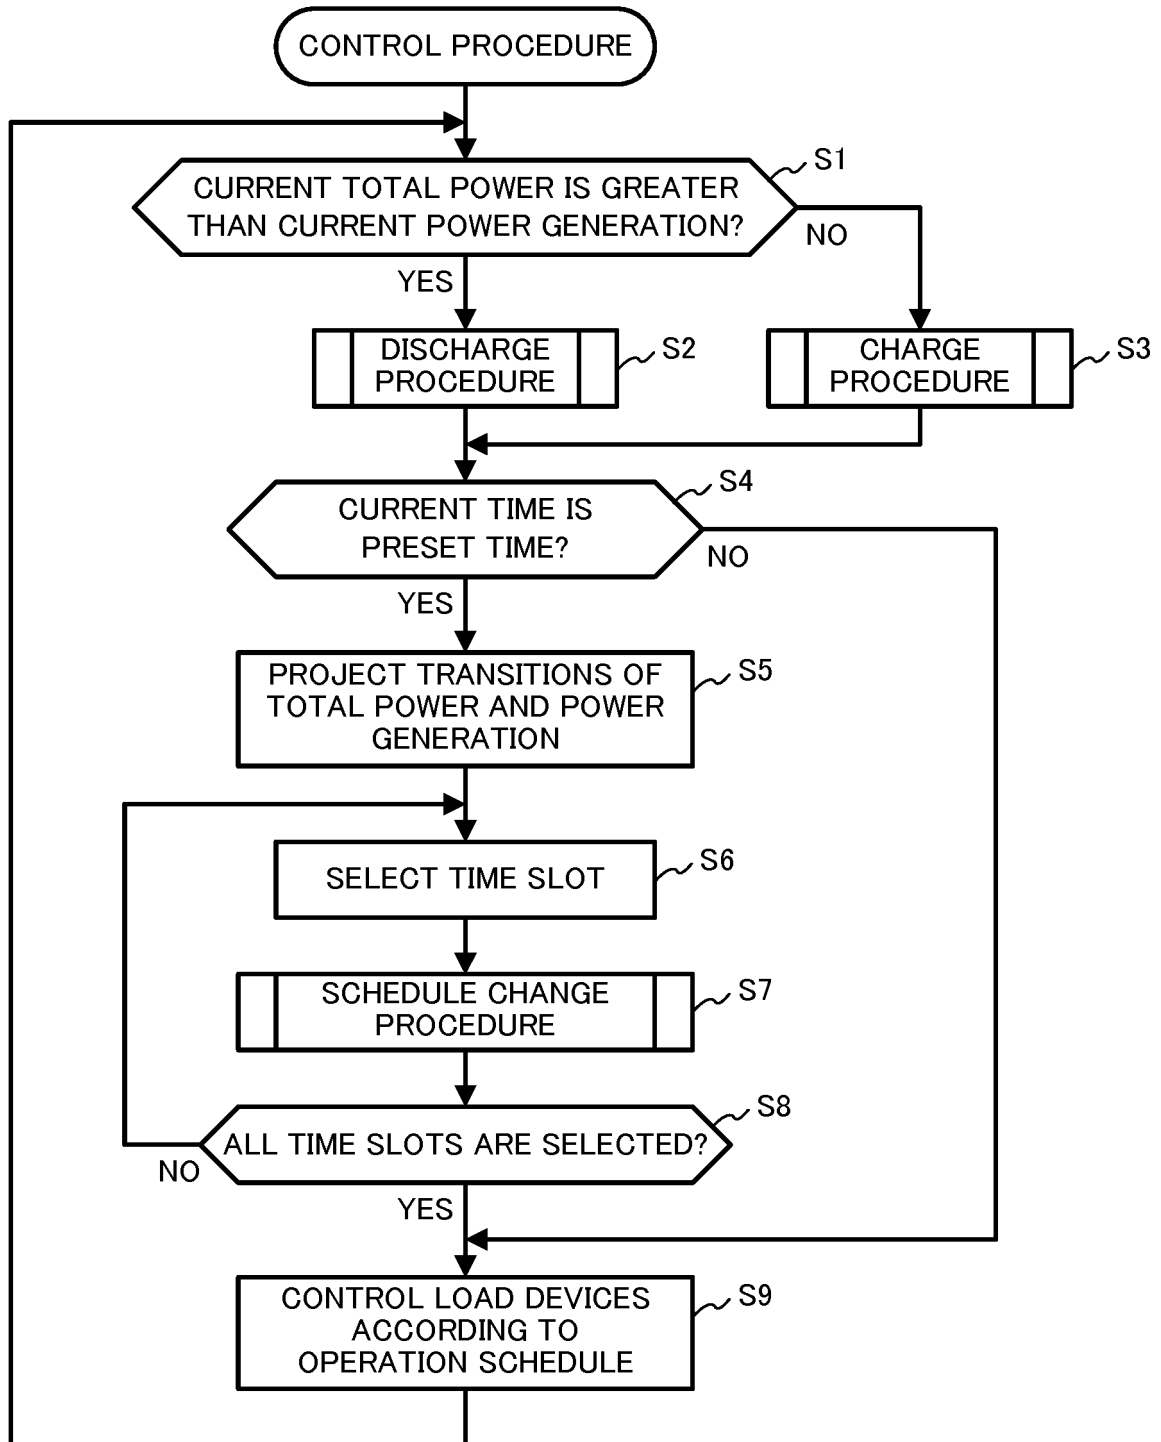 CONTROL PROCEDURE
S1
CURRENT TOTAL POWER IS GREATER
THAN CURRENT POWER GENERATION?
NO
YES
DISCHARGE
PROCEDURE
S2
CHARGE
PROCEDURE
S3
S4
CURRENT TIME IS
PRESET TIME?
NO
YES
PROJECT TRANSITIONS OF
TOTAL POWER AND POWER
GENERATION
S5
SELECT TIME SLOT
S6
SCHEDULE CHANGE
PROCEDURE
S7
S8
ALL TIME SLOTS ARE SELECTED?
NO
YES
CONTROL LOAD DEVICES
ACCORDING TO
OPERATION SCHEDULE
S9